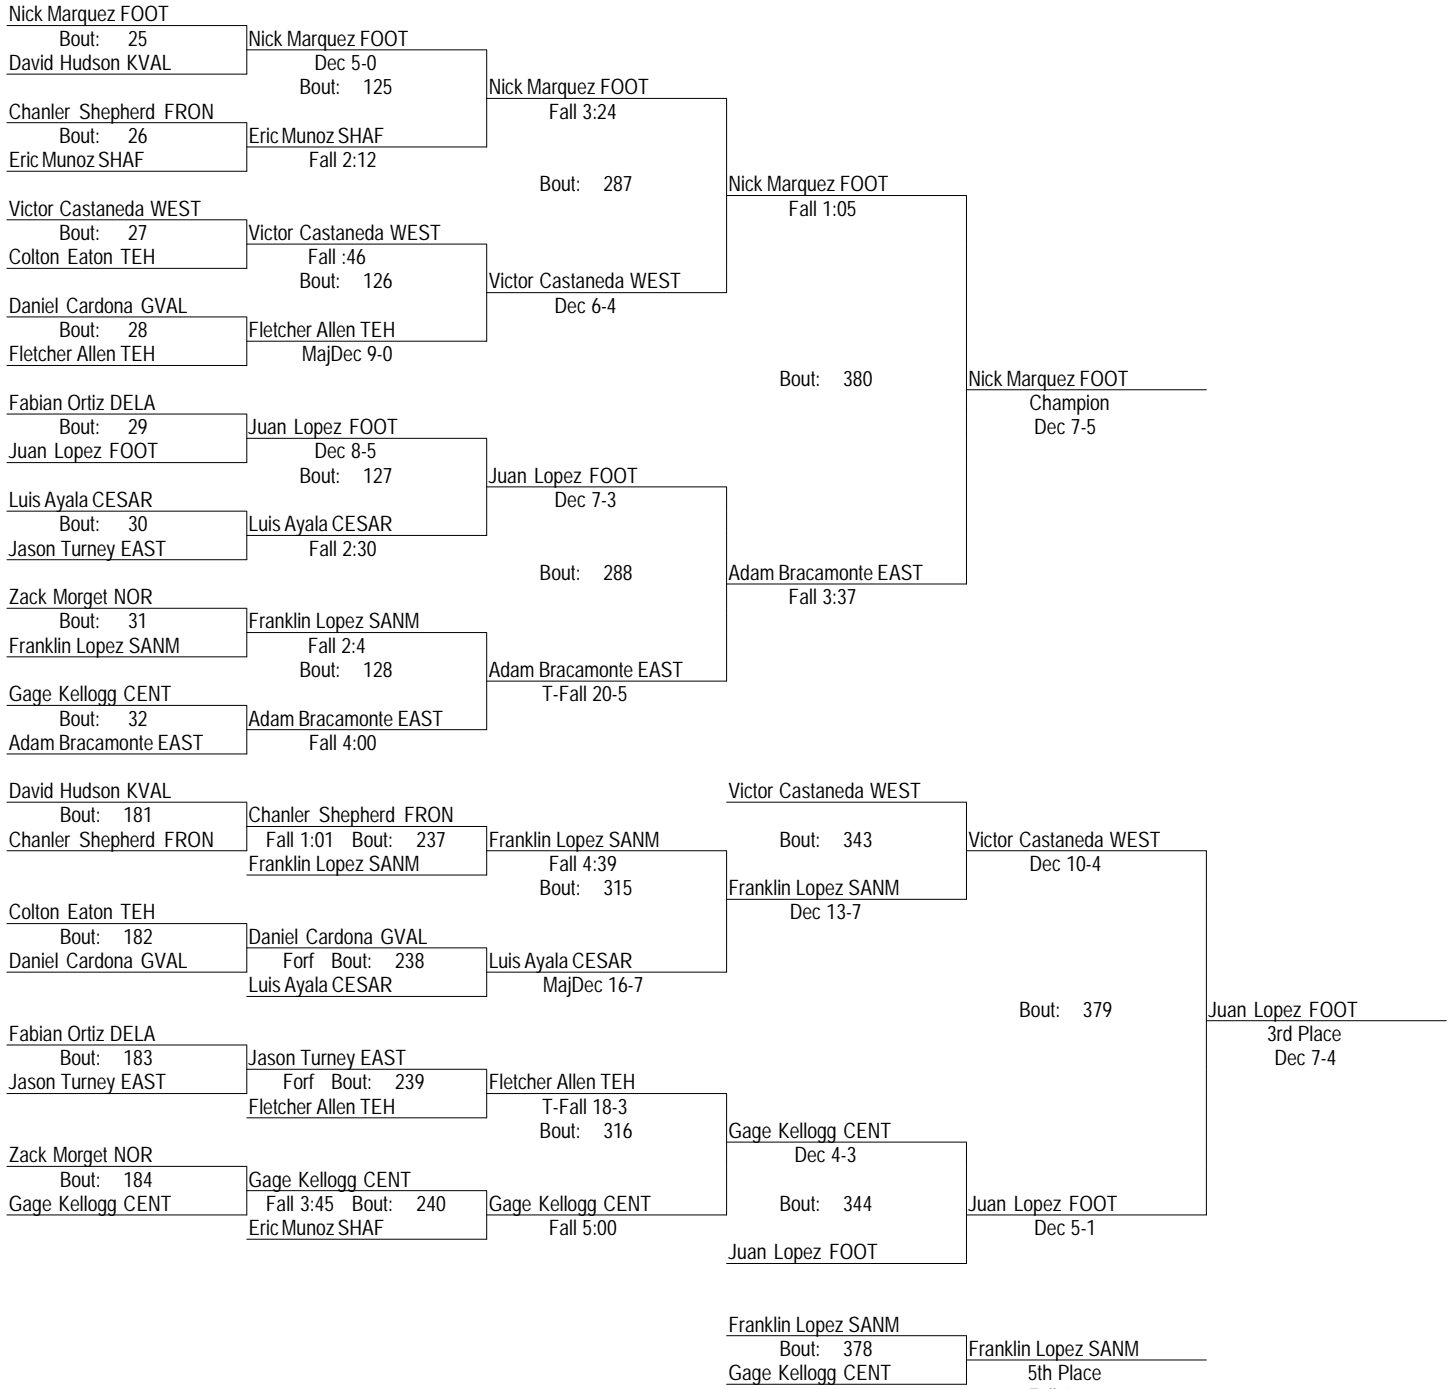 Nick Marquez FOOT
Bout: 25
Nick Marquez FOOT
David Hudson KVAL
Dec 5-0
Bout: 125
Nick Marquez FOOT
Chanler Shepherd FRON
Fall 3:24
Bout: 26
Eric Munoz SHAF
Eric Munoz SHAF
Fall 2:12
Bout: 287
Nick Marquez FOOT
Victor Castaneda WEST
Fall 1:05
Bout: 27
Victor Castaneda WEST
Colton Eaton TEH
Fall :46
Bout: 126
Victor Castaneda WEST
Daniel Cardona GVAL
Dec 6-4
Bout: 28
Fletcher Allen TEH
Fletcher Allen TEH
MajDec 9-0
Bout: 380
Nick Marquez FOOT
Fabian Ortiz DELA
Champion
Bout: 29
Juan Lopez FOOT
Dec 7-5
Juan Lopez FOOT
Dec 8-5
Bout: 127
Juan Lopez FOOT
Luis Ayala CESAR
Dec 7-3
Bout: 30
Luis Ayala CESAR
Jason Turney EAST
Fall 2:30
Bout: 288
Adam Bracamonte EAST
Zack Morget NOR
Fall 3:37
Bout: 31
Franklin Lopez SANM
Franklin Lopez SANM
Fall 2:4
Bout: 128
Adam Bracamonte EAST
Gage Kellogg CENT
T-Fall 20-5
Bout: 32
Adam Bracamonte EAST
Adam Bracamonte EAST
Fall 4:00
David Hudson KVAL
Victor Castaneda WEST
Bout: 181
Chanler Shepherd FRON
Chanler Shepherd FRON
Fall 1:01 Bout: 237
Franklin Lopez SANM
Bout: 343
Victor Castaneda WEST
Franklin Lopez SANM
Fall 4:39
Dec 10-4
Bout: 315
Franklin Lopez SANM
Colton Eaton TEH
Dec 13-7
Bout: 182
Daniel Cardona GVAL
Daniel Cardona GVAL
Forf Bout: 238
Luis Ayala CESAR
Luis Ayala CESAR
MajDec 16-7
Bout: 379
Juan Lopez FOOT
Fabian Ortiz DELA
3rd Place
Bout: 183
Jason Turney EAST
Dec 7-4
Jason Turney EAST
Forf Bout: 239
Fletcher Allen TEH
Fletcher Allen TEH
T-Fall 18-3
Bout: 316
Gage Kellogg CENT
Zack Morget NOR
Dec 4-3
Bout: 184
Gage Kellogg CENT
Gage Kellogg CENT
Fall 3:45 Bout: 240
Gage Kellogg CENT
Bout: 344
Juan Lopez FOOT
Eric Munoz SHAF
Fall 5:00
Dec 5-1
Juan Lopez FOOT
Franklin Lopez SANM
Bout: 378
Franklin Lopez SANM
Gage Kellogg CENT
5th Place